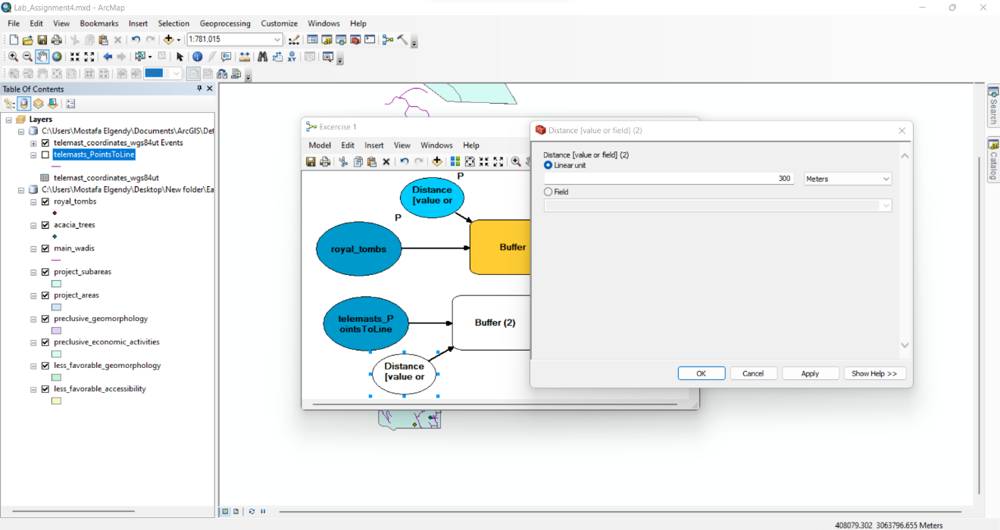 Lab_Assignment4.mxd - ArcMap
File Edit View Bookmarks Insert Selection Geoprocessing Customize Windows Help
1:781.015
Table Of Contents
Layers
C:\Users\Mostafa Elgendy\Documents\ArcGIS\Def
telemast_coordinates_wgs84ut Events
telemasts_PointsToLine
telemast_coordinates_wgs84ut
C:\Users\Mostafa Elgendy\Desktop\New folder\Ea
royal_tombs
acacia_trees
main_wadis
project_subareas
project_areas
preclusive_geomorphology
preclusive_economic_activities
less_favorable_geomorphology
less_favorable_accessibility
Excercise 1
Model Edit Insert View Windows Help
P
Distance
[value or
P
royal_tombs
Buffer
telemasts_P
ointsToLine
Buffer (2)
Distance
[value or
Distance [value or field] (2)
Distance [value or field] (2)
Linear unit
300 Meters
Field
OK Cancel Apply Show Help >>
Search
Catalog
408079.302 3063796.655 Meters